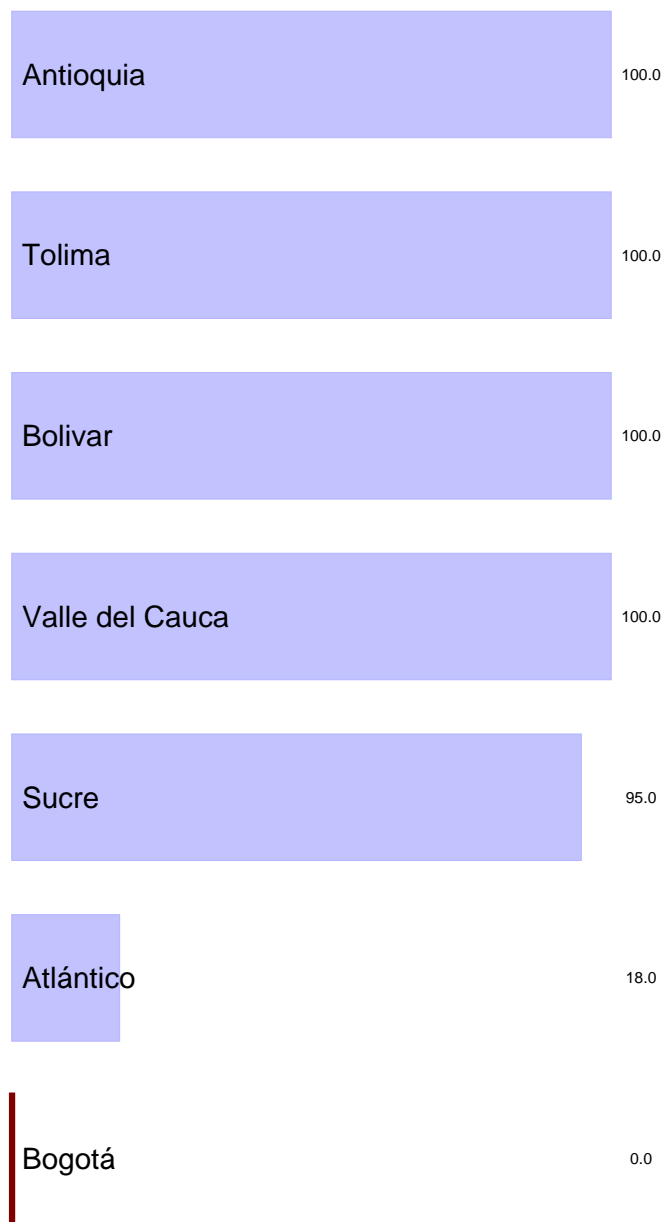 Antioquia 100.0
Tolima 100.0
Bolivar 100.0
Valle del Cauca 100.0
Sucre 95.0
Atlántico 18.0
Bogotá 0.0